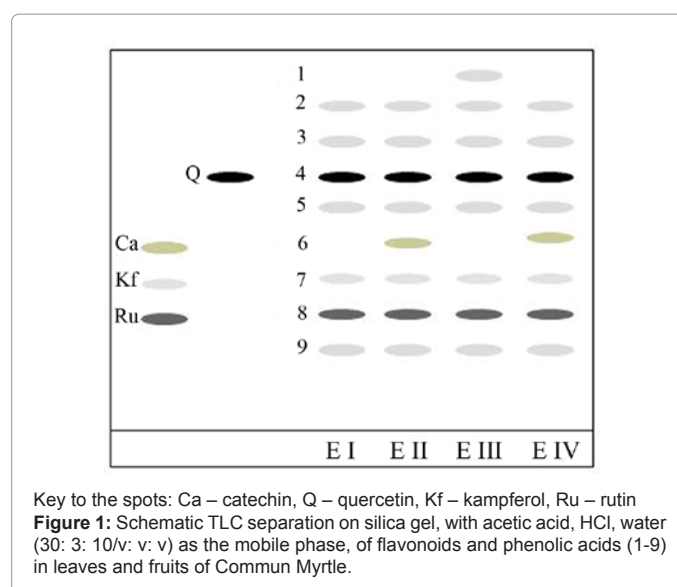 1
2
3
Q 4
5
Ca 6
Kf 7
Ru 8
9
E I E II E III E IV
Key to the spots: Ca – catechin, Q – quercetin, Kf – kampferol, Ru – rutin
Figure 1: Schematic TLC separation on silica gel, with acetic acid, HCl, water
(30: 3: 10/v: v: v) as the mobile phase, of flavonoids and phenolic acids (1-9)
in leaves and fruits of Commun Myrtle.